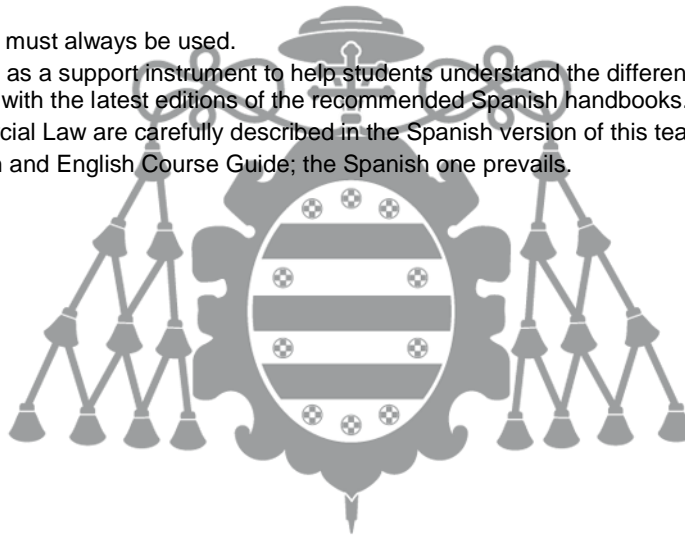 must always be used.
as a support instrument to help students understand the differen
with the latest editions of the recommended Spanish handbooks.
cial Law are carefully described in the Spanish version of this tea
and English Course Guide; the Spanish one prevails.